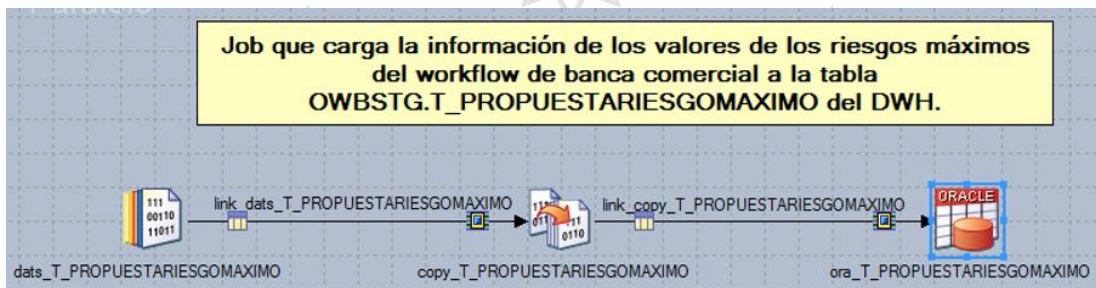 Paralelo
Job que carga la información de los valores de los riesgos máximos
del workflow de banca comercial a la tabla
OWBSTG.T_PROPUESTARIESGOMAXIMO del DWH.
link_dats_T_PROPUESTARIESGOMAXIMO
link_copy_T_PROPUESTARIESGOMAXIMO
ORACLE
dats_T_PROPUESTARIESGOMAXIMO
copy_T_PROPUESTARIESGOMAXIMO
ora_T_PROPUESTARIESGOMAXIMO